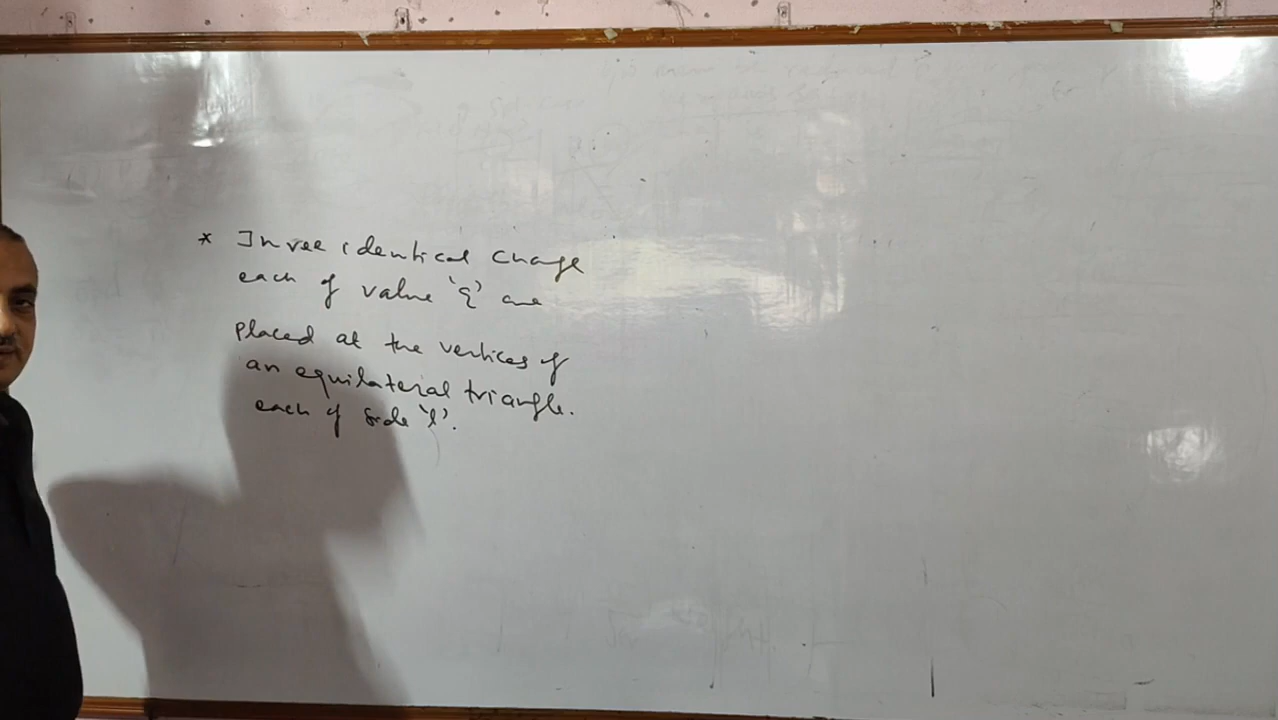 * Three identical charge
each of value 'q' are
placed at the vertices of
an equilateral triangle.
each of side 'l'.